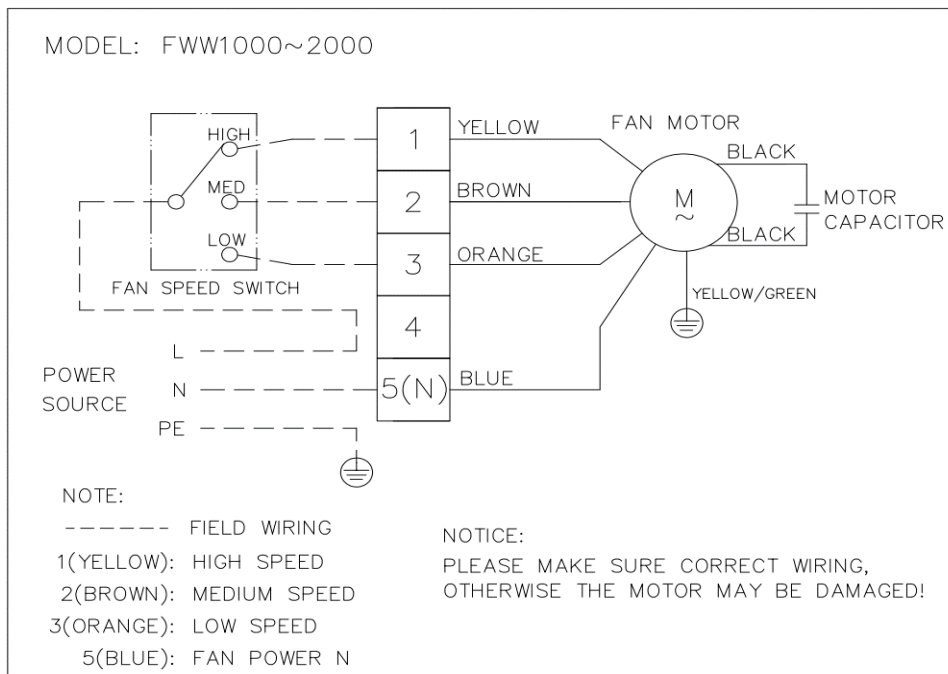 MODEL: FWW1000~2000
HIGH
MED
LOW
FAN SPEED SWITCH
1
2
3
4
5(N)
YELLOW
BROWN
ORANGE
BLUE
FAN MOTOR
M
~
BLACK
BLACK
MOTOR
CAPACITOR
YELLOW/GREEN
POWER
SOURCE
L
N
PE
NOTE:
FIELD WIRING
1(YELLOW): HIGH SPEED
2(BROWN): MEDIUM SPEED
3(ORANGE): LOW SPEED
5(BLUE): FAN POWER N
NOTICE:
PLEASE MAKE SURE CORRECT WIRING,
OTHERWISE THE MOTOR MAY BE DAMAGED!